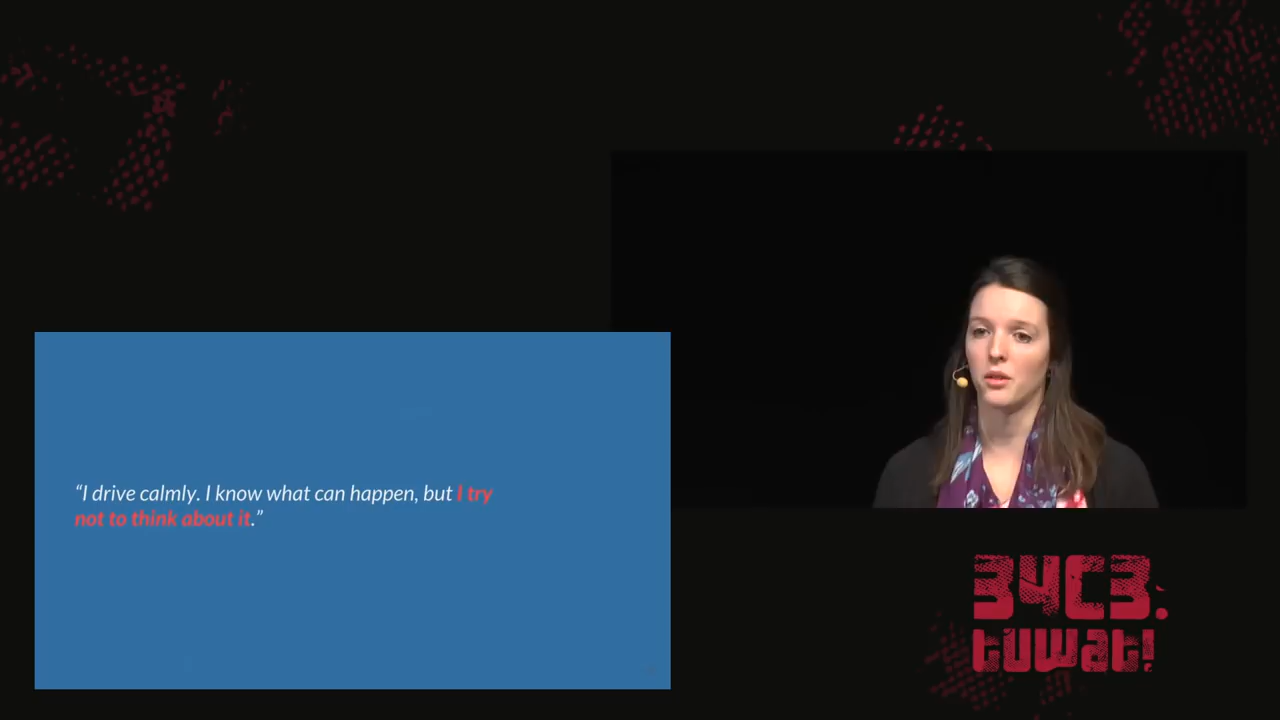 “I drive calmly. I know what can happen, but I try
not to think about it.”
34C3.
tuwat!